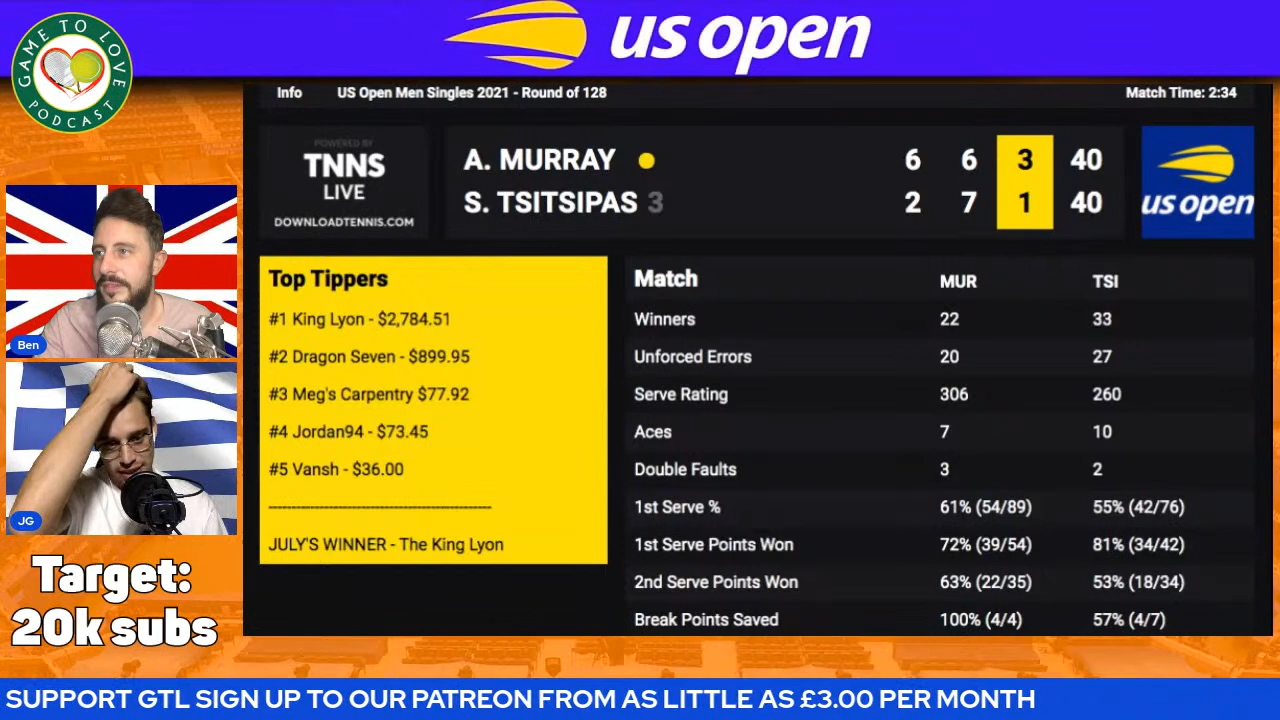 GAME TO LOVE
PODCAST
us open
Info US Open Men Singles 2021 - Round of 128 Match Time: 2:34
POWERED BY
TNNS
LIVE
DOWNLOADTENNIS.COM
A. MURRAY 6 6 3 40
S. TSITSIPAS 3 2 7 1 40
us open
Top Tippers
#1 King Lyon - $2,784.51
#2 Dragon Seven - $899.95
#3 Meg's Carpentry $77.92
#4 Jordan94 - $73.45
#5 Vansh - $36.00
JULY'S WINNER - The King Lyon
Match MUR TSI
Winners 22 33
Unforced Errors 20 27
Serve Rating 306 260
Aces 7 10
Double Faults 3 2
1st Serve % 61% (54/89) 55% (42/76)
1st Serve Points Won 72% (39/54) 81% (34/42)
2nd Serve Points Won 63% (22/35) 53% (18/34)
Break Points Saved 100% (4/4) 57% (4/7)
Ben
JG
Target:
20k subs
SUPPORT GTL SIGN UP TO OUR PATREON FROM AS LITTLE AS £3.00 PER MONTH